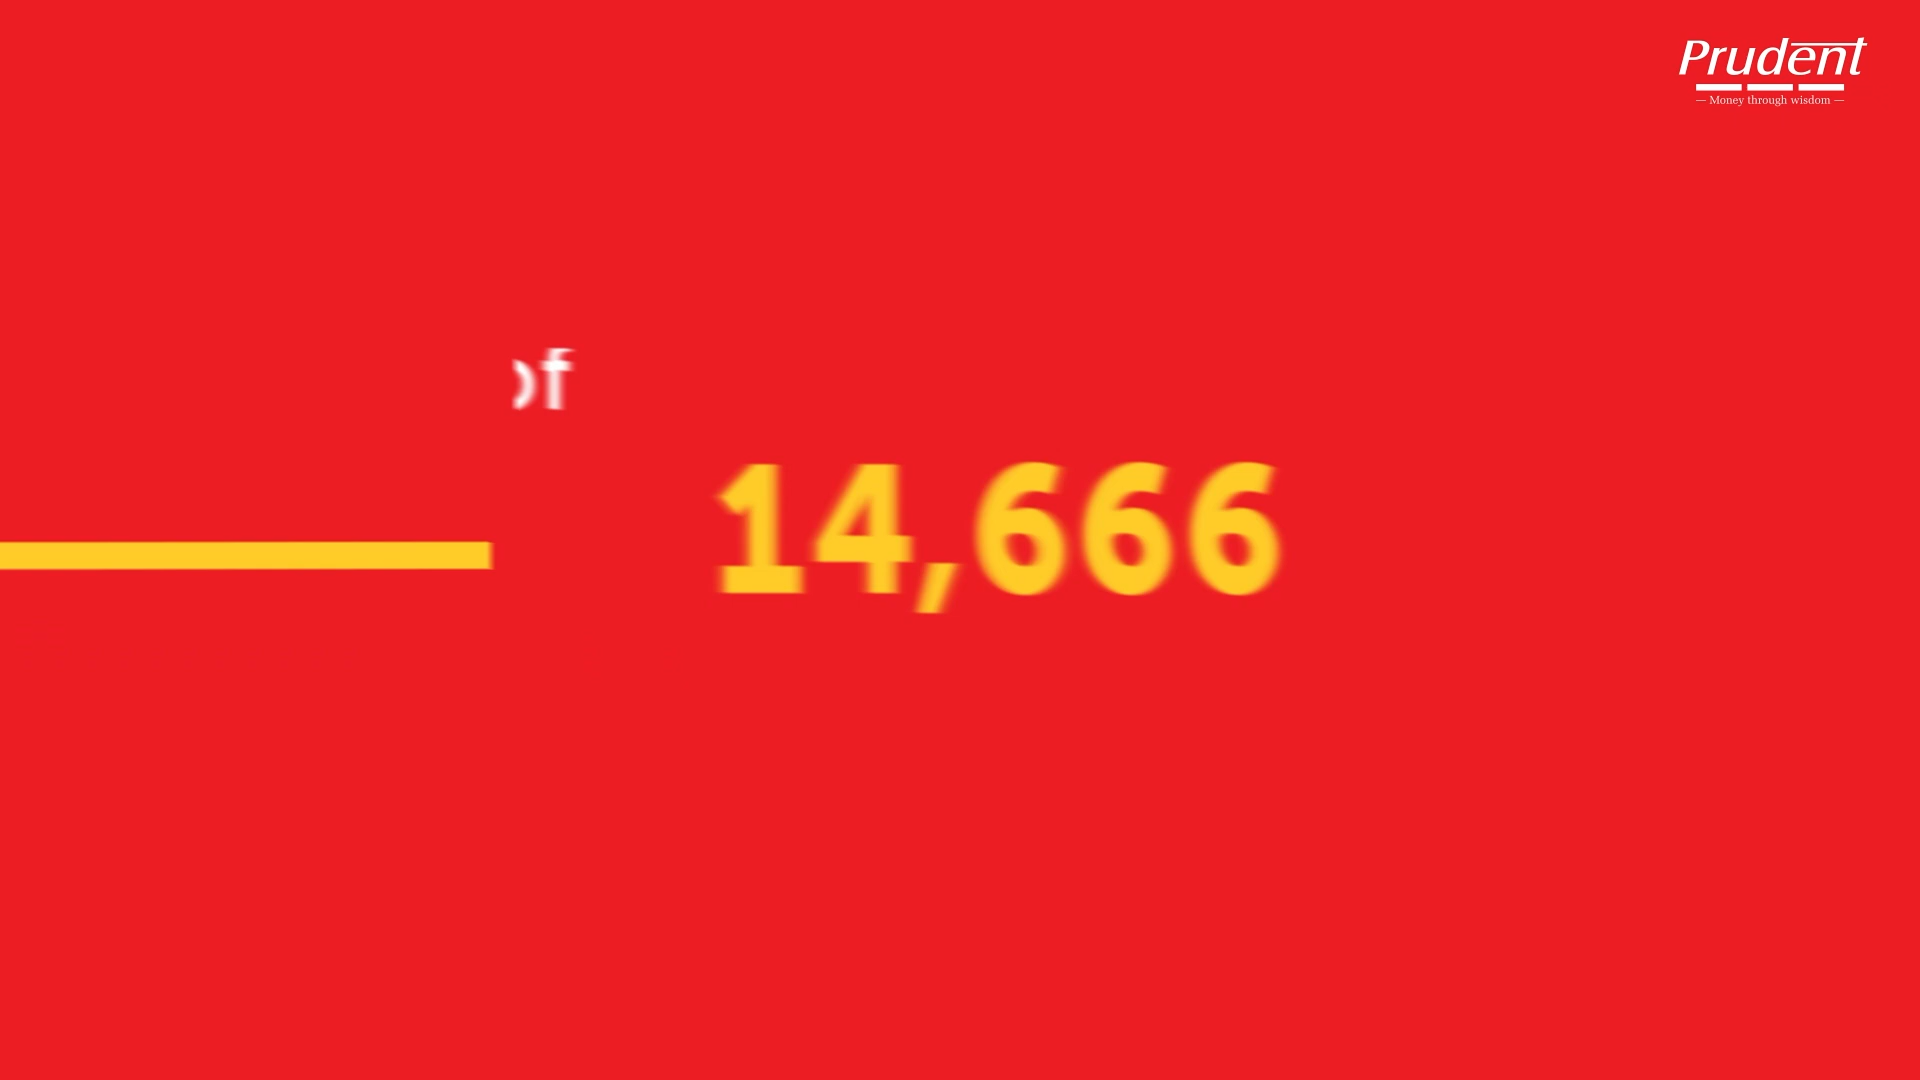 Prudent
— Money through wisdom —
of
14,666